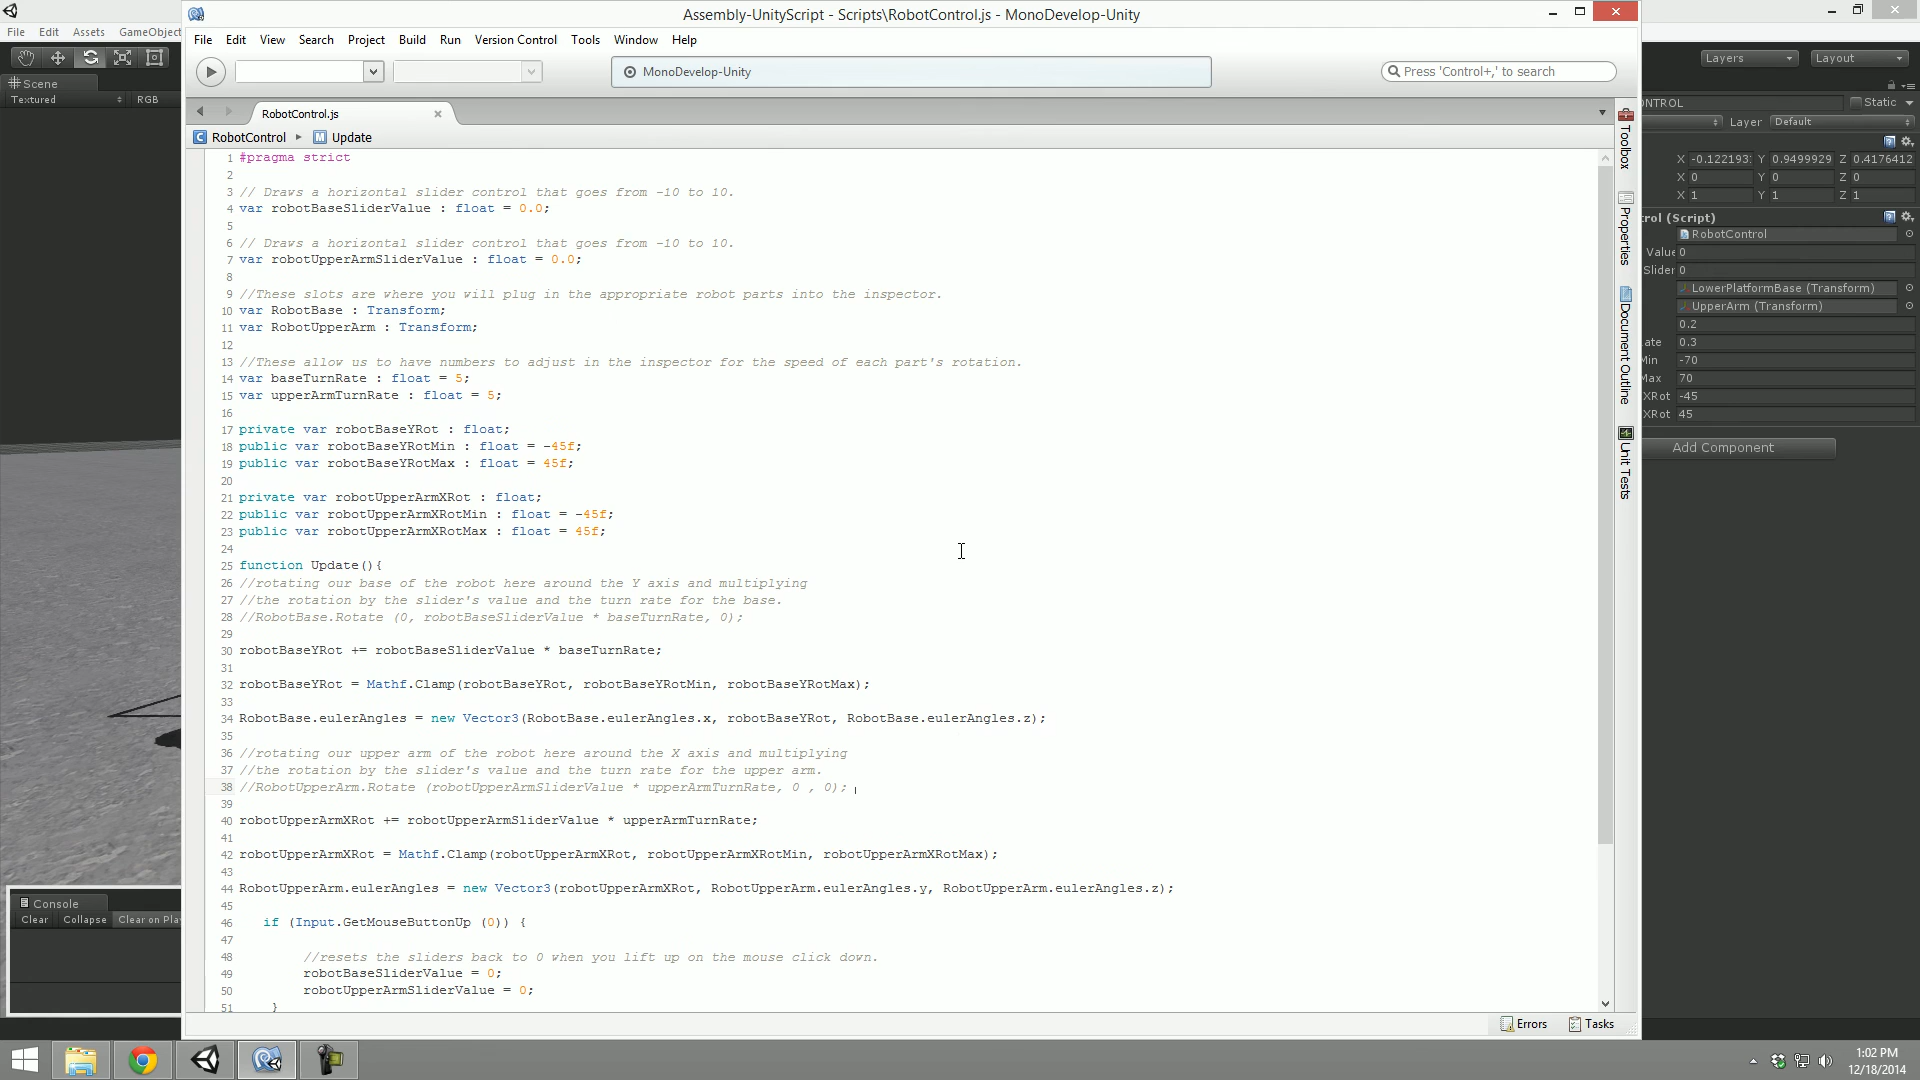 Assembly-UnityScript - Scripts\RobotControl.js - MonoDevelop-Unity
File Edit Assets GameObject
File Edit View Search Project Build Run Version Control Tools Window Help
MonoDevelop-Unity
Press 'Control+,' to search
Layers
Layout
Scene
Textured
RGB
RobotControl.js
RobotControl
Update
1 #pragma strict
2
3 // Draws a horizontal slider control that goes from -10 to 10.
4 var robotBaseSliderValue : float = 0.0;
5
6 // Draws a horizontal slider control that goes from -10 to 10.
7 var robotUpperArmSliderValue : float = 0.0;
8
9 //These slots are where you will plug in the appropriate robot parts into the inspector.
10 var RobotBase : Transform;
11 var RobotUpperArm : Transform;
12
13 //These allow us to have numbers to adjust in the inspector for the speed of each part's rotation.
14 var baseTurnRate : float = 5;
15 var upperArmTurnRate : float = 5;
16
17 private var robotBaseYRot : float;
18 public var robotBaseYRotMin : float = -45f;
19 public var robotBaseYRotMax : float = 45f;
20
21 private var robotUpperArmXRot : float;
22 public var robotUpperArmXRotMin : float = -45f;
23 public var robotUpperArmXRotMax : float = 45f;
24
25 function Update(){
26 //rotating our base of the robot here around the Y axis and multiplying
27 //the rotation by the slider's value and the turn rate for the base.
28 //RobotBase.Rotate (0, robotBaseSliderValue * baseTurnRate, 0);
29
30 robotBaseYRot += robotBaseSliderValue * baseTurnRate;
31
32 robotBaseYRot = Mathf.Clamp(robotBaseYRot, robotBaseYRotMin, robotBaseYRotMax);
33
34 RobotBase.eulerAngles = new Vector3(RobotBase.eulerAngles.x, robotBaseYRot, RobotBase.eulerAngles.z);
35
36 //rotating our upper arm of the robot here around the X axis and multiplying
37 //the rotation by the slider's value and the turn rate for the upper arm.
38 //RobotUpperArm.Rotate (robotUpperArmSliderValue * upperArmTurnRate, 0 , 0);
39
40 robotUpperArmXRot += robotUpperArmSliderValue * upperArmTurnRate;
41
42 robotUpperArmXRot = Mathf.Clamp(robotUpperArmXRot, robotUpperArmXRotMin, robotUpperArmXRotMax);
43
44 RobotUpperArm.eulerAngles = new Vector3(robotUpperArmXRot, RobotUpperArm.eulerAngles.y, RobotUpperArm.eulerAngles.z);
45
46 if (Input.GetMouseButtonUp (0)) {
47
48 //resets the sliders back to 0 when you lift up on the mouse click down.
49 robotBaseSliderValue = 0;
50 robotUpperArmSliderValue = 0;
51 }
Toolbox
Properties
Document Outline
Unit Tests
ONTROL
Static
Layer Default
X -0.122193 Y 0.9499929 Z 0.4176412
X 0 Y 0 Z 0
X 1 Y 1 Z 1
rol (Script)
RobotControl
Value 0
Slider 0
LowerPlatformBase (Transform)
UpperArm (Transform)
0.2
ate 0.3
Min -70
Max 70
XRot -45
XRot 45
Add Component
Console
Clear Collapse Clear on Play
Errors Tasks
1:02 PM
12/18/2014